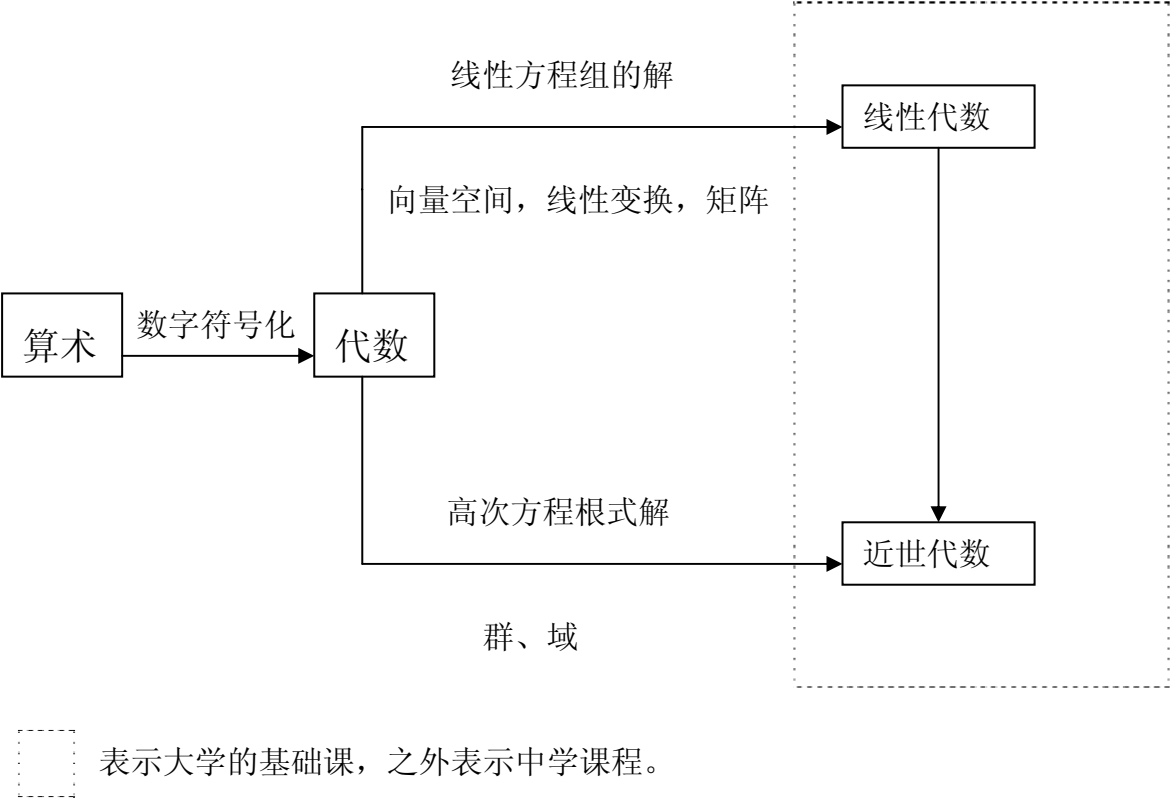 线性方程组的解
线性代数
向量空间，线性变换，矩阵
算术
数字符号化
代数
高次方程根式解
近世代数
群、域
表示大学的基础课，之外表示中学课程。